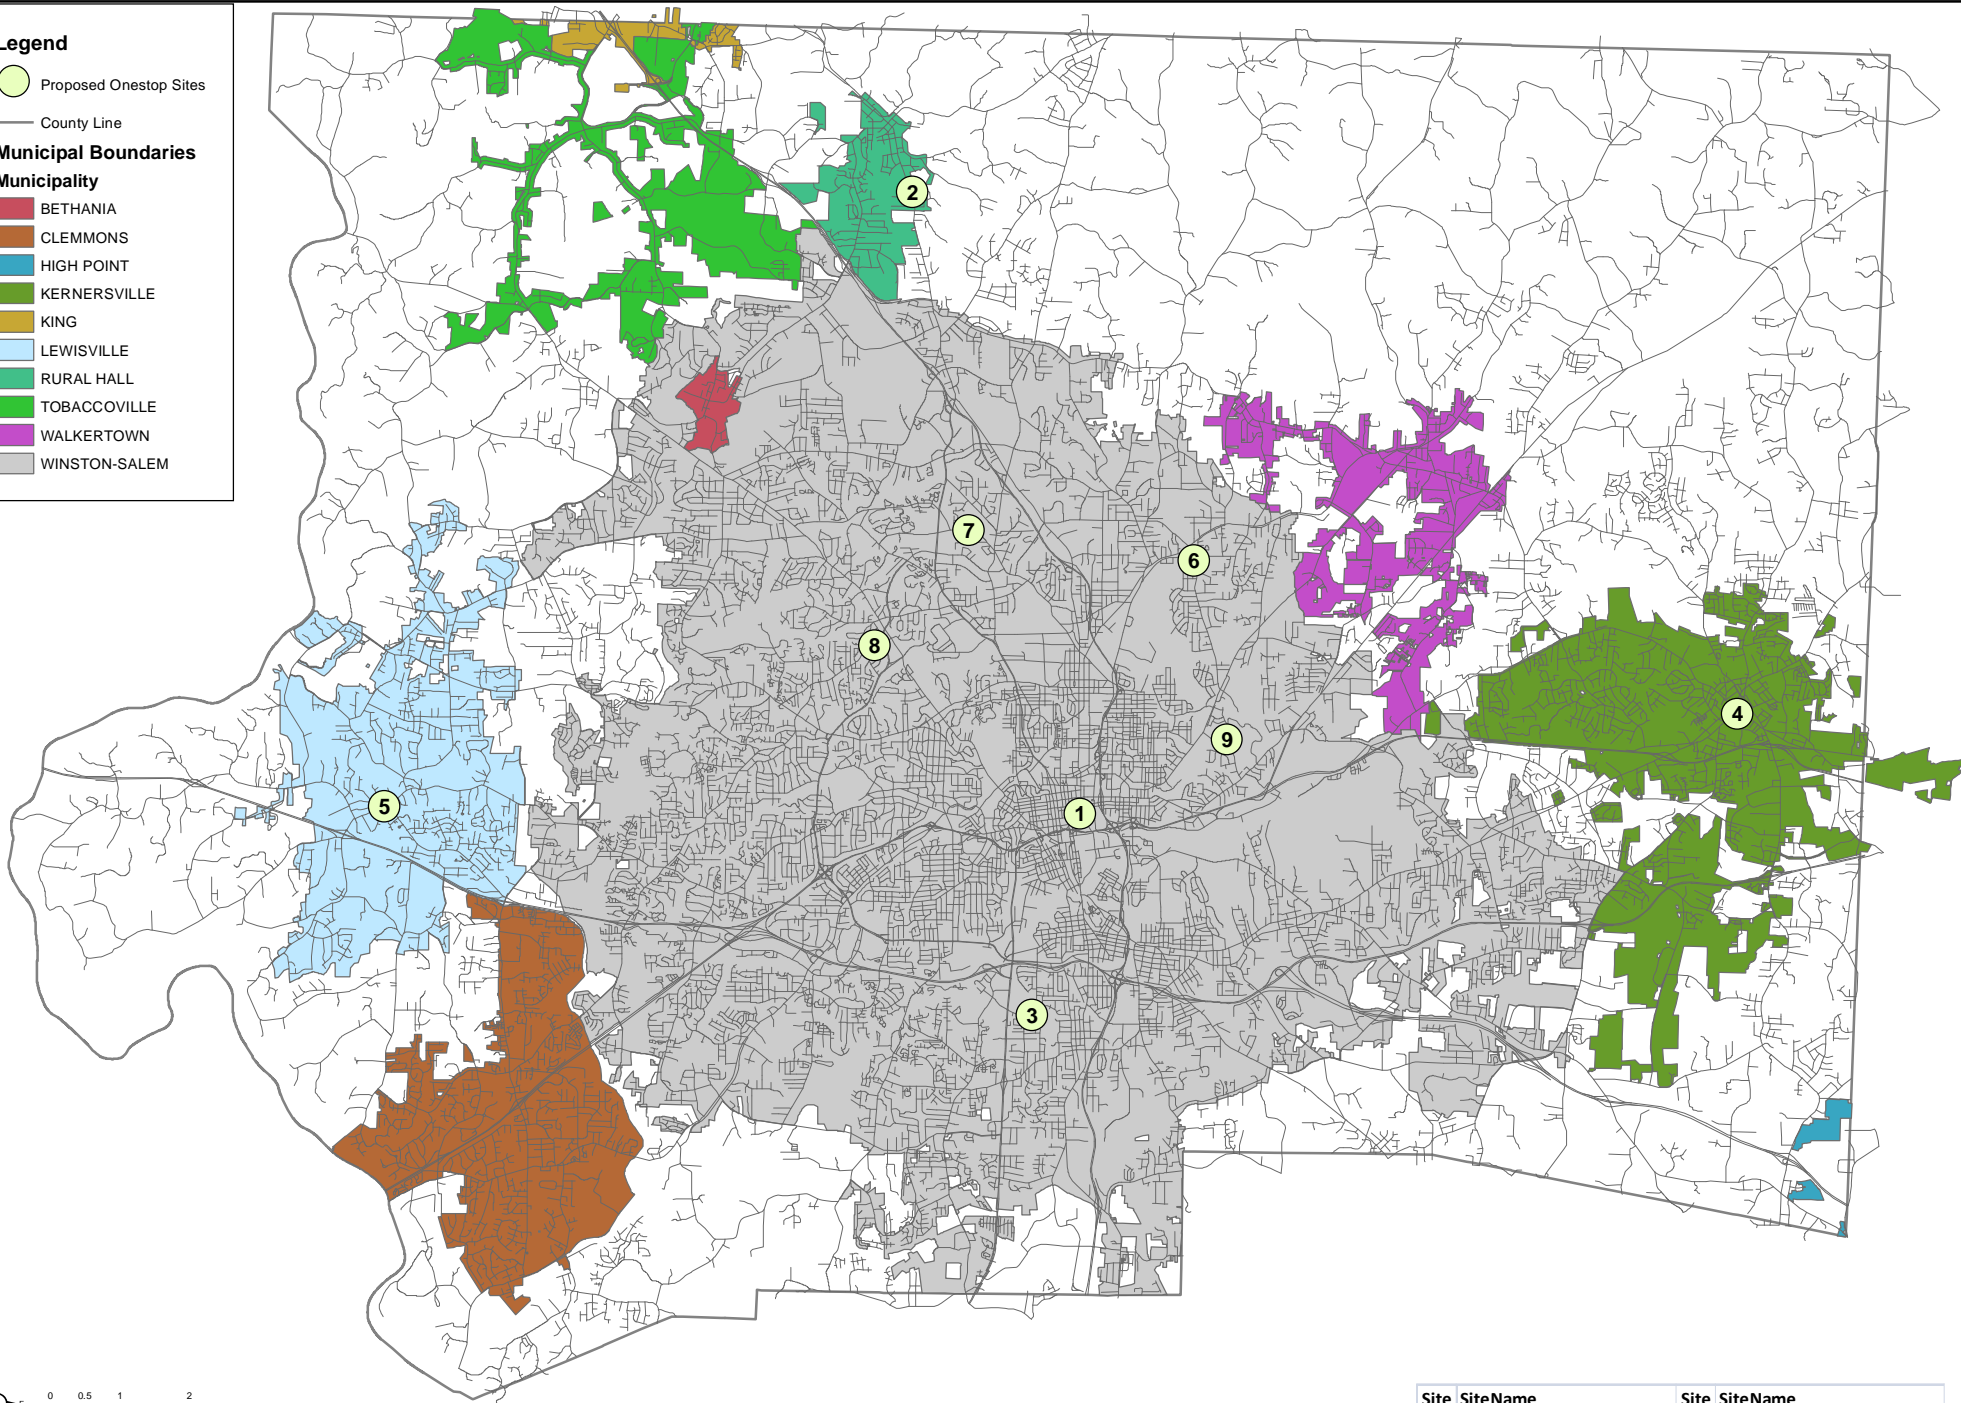 Legend
Proposed Onestop Sites
County Line
Municipal Boundaries
Municipality
BETHANIA
CLEMMONS
HIGH POINT
KERNERSVILLE
KING
LEWISVILLE
RURAL HALL
TOBACCOVILLE
WALKERTOWN
WINSTON-SALEM
2
7
6
8
4
9
5
1
3
0 0.5 1 2
Site SiteName Site SiteName